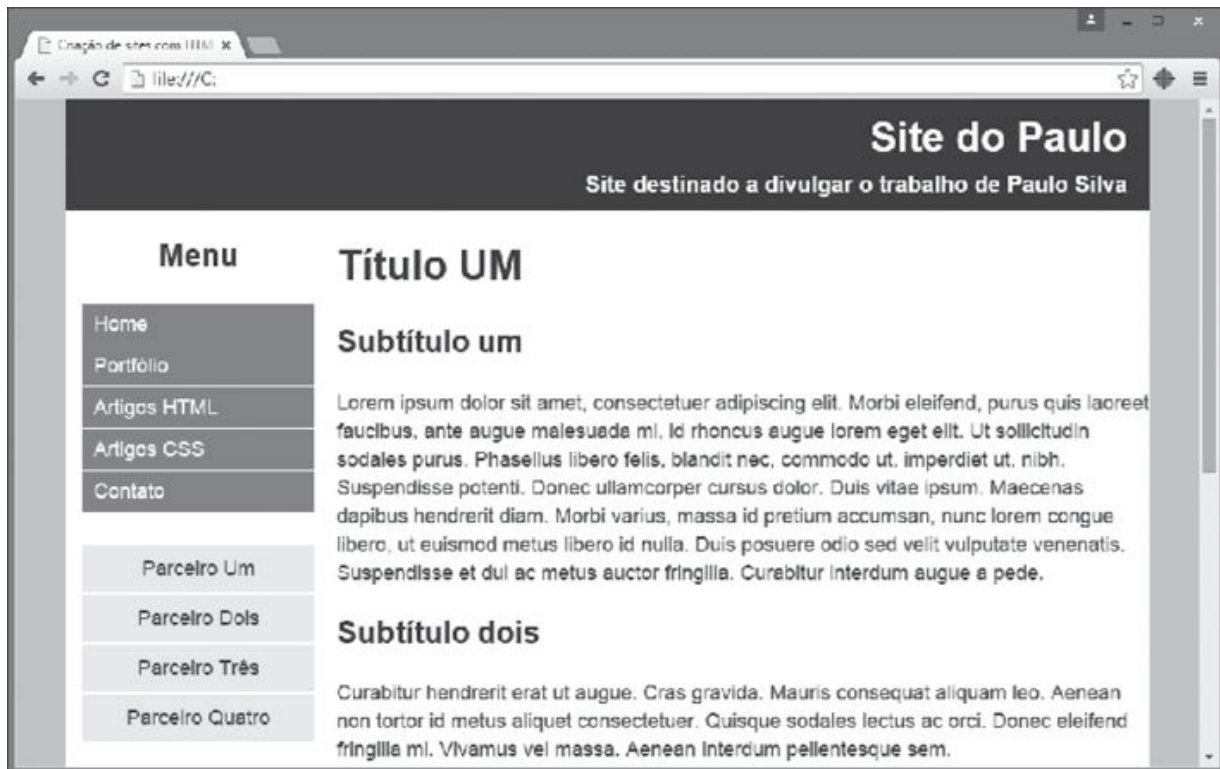 Criação de sites com HTML
file:///C:
Site do Paulo
Site destinado a divulgar o trabalho de Paulo Silva
Menu
Home
Portfólio
Artigos HTML
Artigos CSS
Contato
Parceiro Um
Parceiro Dois
Parceiro Três
Parceiro Quatro
Título UM
Subtítulo um
Lorem ipsum dolor sit amet, consectetuer adipiscing elit. Morbi eleifend, purus quis laoreet
faucibus, ante augue malesuada mi, id rhoncus augue lorem eget elit. Ut sollicitudin
sodales purus. Phasellus libero felis, blandit nec, commodo ut, imperdiet ut, nibh.
Suspendisse potenti. Donec ullamcorper cursus dolor. Duis vitae ipsum. Maecenas
dapibus hendrerit diam. Morbi varius, massa id pretium accumsan, nunc lorem congue
libero, ut euismod metus libero id nulla. Duis posuere odio sed velit vulputate venenatis.
Suspendisse et dui ac metus auctor fringilla. Curabitur interdum augue a pede.
Subtítulo dois
Curabitur hendrerit erat ut augue. Cras gravida. Mauris consequat aliquam leo. Aenean
non tortor id metus aliquet consectetuer. Quisque sodales lectus ac orci. Donec eleifend
fringilla mi. Vivamus vel massa. Aenean interdum pellentesque sem.